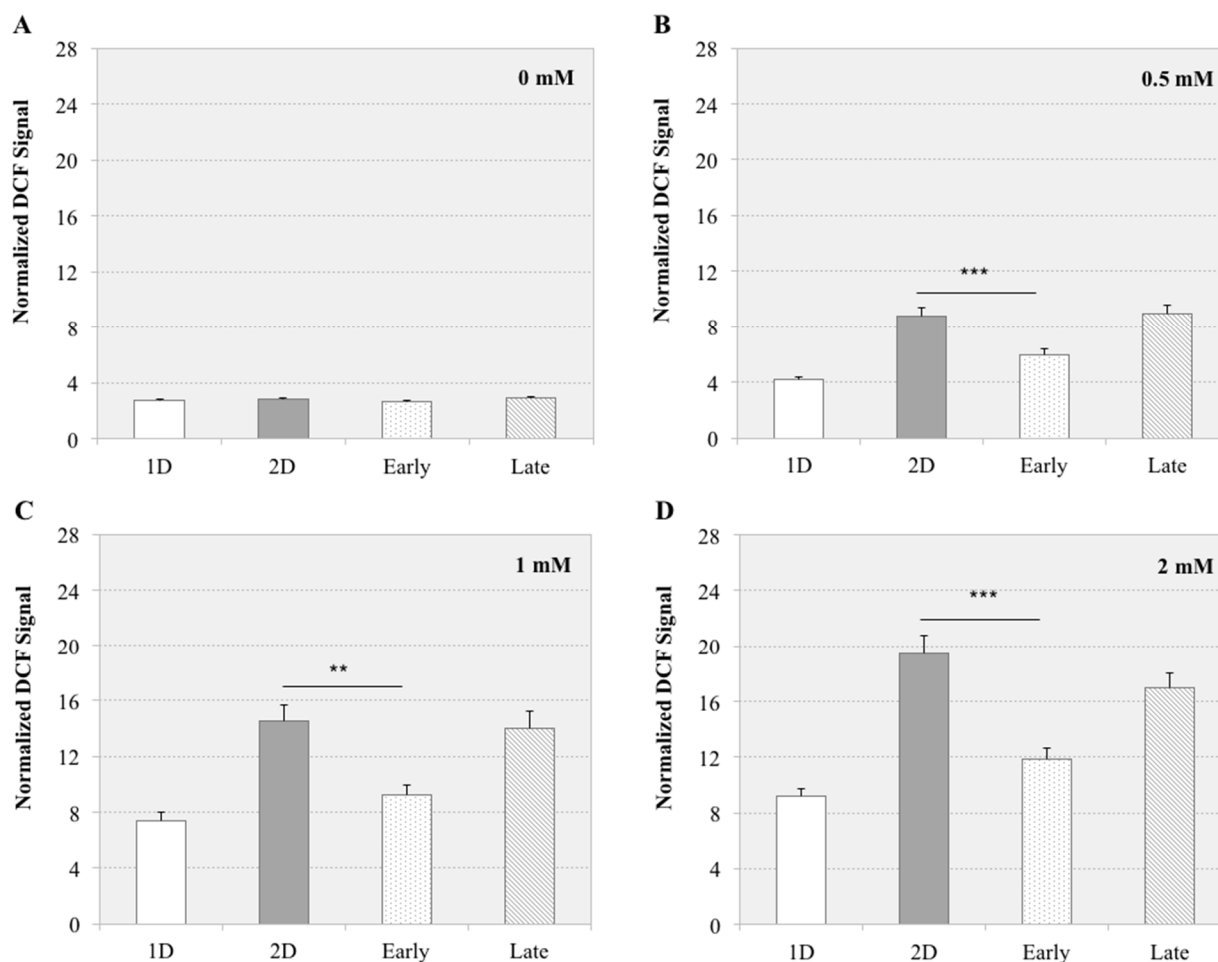 A
Normalized DCF Signal
28
24
20
16
12
8
4
0
0 mM
1D 2D Early Late
B
Normalized DCF Signal
28
24
20
16
12
8
4
0
0.5 mM
***
1D 2D Early Late
C
Normalized DCF Signal
28
24
20
16
12
8
4
0
1 mM
**
1D 2D Early Late
D
Normalized DCF Signal
28
24
20
16
12
8
4
0
2 mM
***
1D 2D Early Late